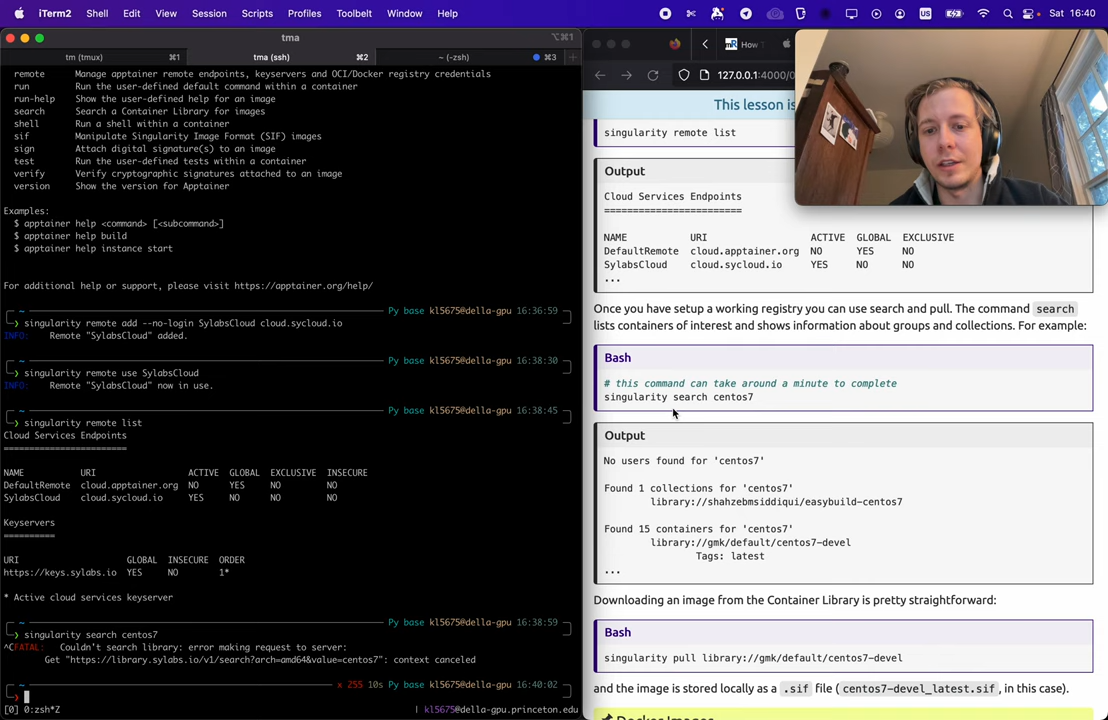 iTerm2 Shell Edit View Session Scripts Profiles Toolbelt Window Help US Sat 16:40
tma ⌥⌘1
tm (tmux) ⌘1 tma (ssh) ⌘2 ~ (-zsh) ⌘3
remote Manage apptainer remote endpoints, keyservers and OCI/Docker registry credentials
run Run the user-defined default command within a container
run-help Show the user-defined help for an image
search Search a Container Library for images
shell Run a shell within a container
sif Manipulate Singularity Image Format (SIF) images
sign Attach digital signature(s) to an image
test Run the user-defined tests within a container
verify Verify cryptographic signatures attached to an image
version Show the version for Apptainer
Examples:
$ apptainer help <command> [<subcommand>]
$ apptainer help build
$ apptainer help instance start
For additional help or support, please visit https://apptainer.org/help/
~ Py base kl5675@della-gpu 16:36:59
❯ singularity remote add --no-login SylabsCloud cloud.sycloud.io
INFO: Remote "SylabsCloud" added.
~ Py base kl5675@della-gpu 16:38:30
❯ singularity remote use SylabsCloud
INFO: Remote "SylabsCloud" now in use.
~ Py base kl5675@della-gpu 16:38:45
❯ singularity remote list
Cloud Services Endpoints
========================
NAME URI ACTIVE GLOBAL EXCLUSIVE INSECURE
DefaultRemote cloud.apptainer.org NO YES NO NO
SylabsCloud cloud.sycloud.io YES NO NO NO
Keyservers
==========
URI GLOBAL INSECURE ORDER
https://keys.sylabs.io YES NO 1*
* Active cloud services keyserver
~ Py base kl5675@della-gpu 16:38:59
❯ singularity search centos7
^CFATAL: Couldn't search library: error making request to server:
Get "https://library.sylabs.io/v1/search?arch=amd64&value=centos7": context canceled
~ x 255 10s Py base kl5675@della-gpu 16:40:02
❯
[0] 0:zsh*Z | kl5675@della-gpu.princeton.edu
How
127.0.0.1:4000/0
This lesson is
singularity remote list
Output
Cloud Services Endpoints
========================
NAME URI ACTIVE GLOBAL EXCLUSIVE
DefaultRemote cloud.apptainer.org NO YES NO
SylabsCloud cloud.sycloud.io YES NO NO
...
Once you have setup a working registry you can use search and pull. The command search
lists containers of interest and shows information about groups and collections. For example:
Bash
# this command can take around a minute to complete
singularity search centos7
Output
No users found for 'centos7'
Found 1 collections for 'centos7'
library://shahzebmsiddiqui/easybuild-centos7
Found 15 containers for 'centos7'
library://gmk/default/centos7-devel
Tags: latest
...
Downloading an image from the Container Library is pretty straightforward:
Bash
singularity pull library://gmk/default/centos7-devel
and the image is stored locally as a .sif file ( centos7-devel_latest.sif , in this case).
Docker Images